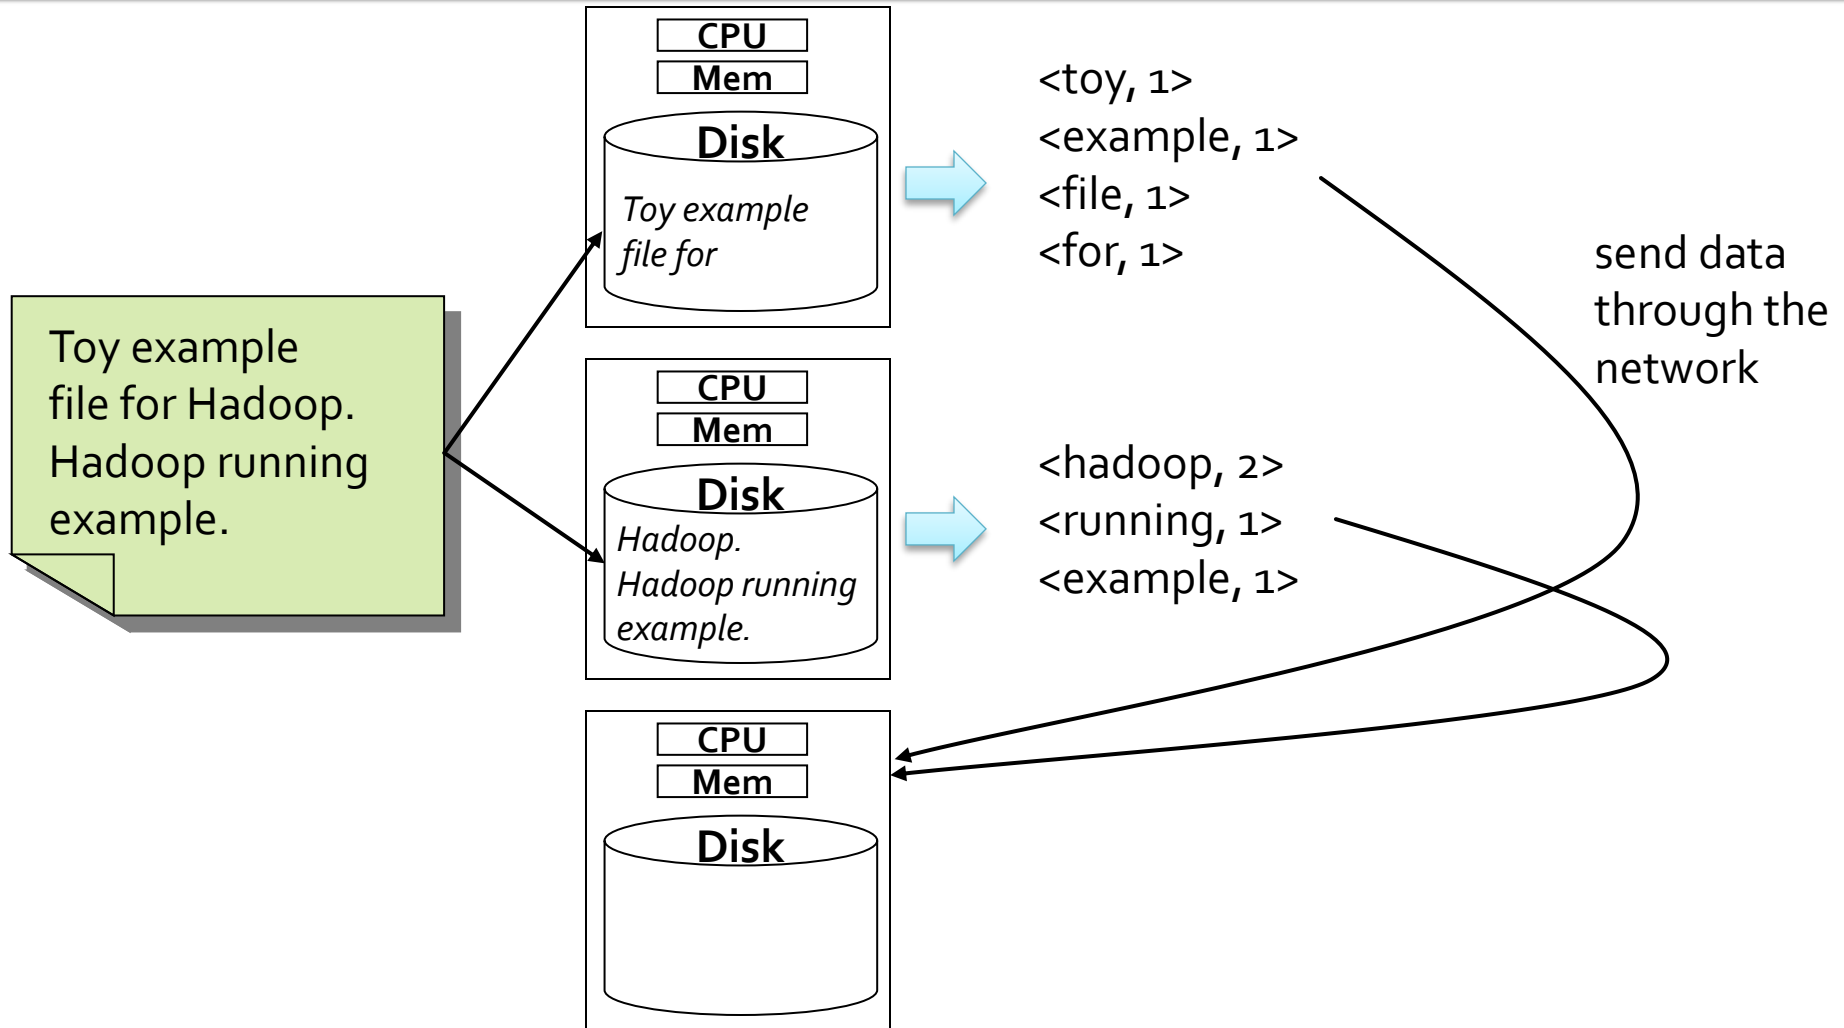 Toy example
file for Hadoop.
Hadoop running
example.
CPU
Mem
Disk
Toy example
file for
<toy, 1>
<example, 1>
<file, 1>
<for, 1>
CPU
Mem
Disk
Hadoop.
Hadoop running
example.
<hadoop, 2>
<running, 1>
<example, 1>
send data
through the
network
CPU
Mem
Disk